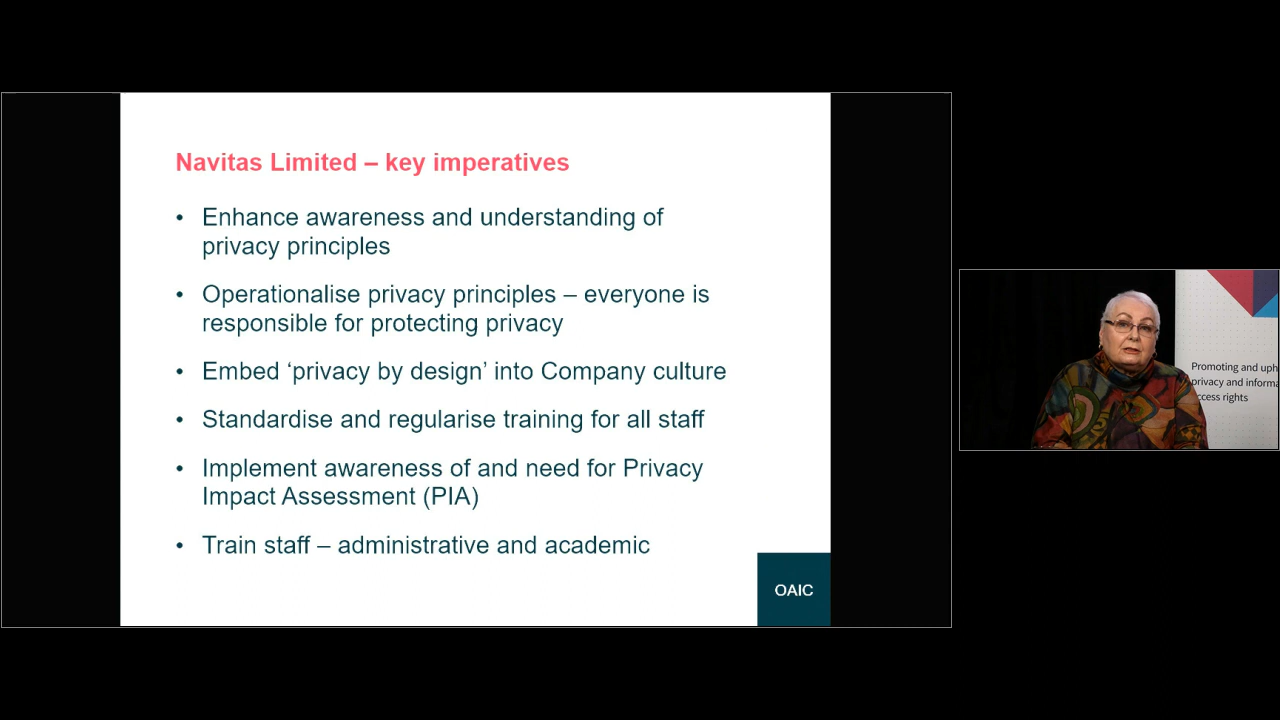 Navitas Limited – key imperatives
• Enhance awareness and understanding of
privacy principles
• Operationalise privacy principles – everyone is
responsible for protecting privacy
• Embed ‘privacy by design’ into Company culture
• Standardise and regularise training for all staff
• Implement awareness of and need for Privacy
Impact Assessment (PIA)
• Train staff – administrative and academic
OAIC
Promoting and uph
privacy and informa
ccess rights